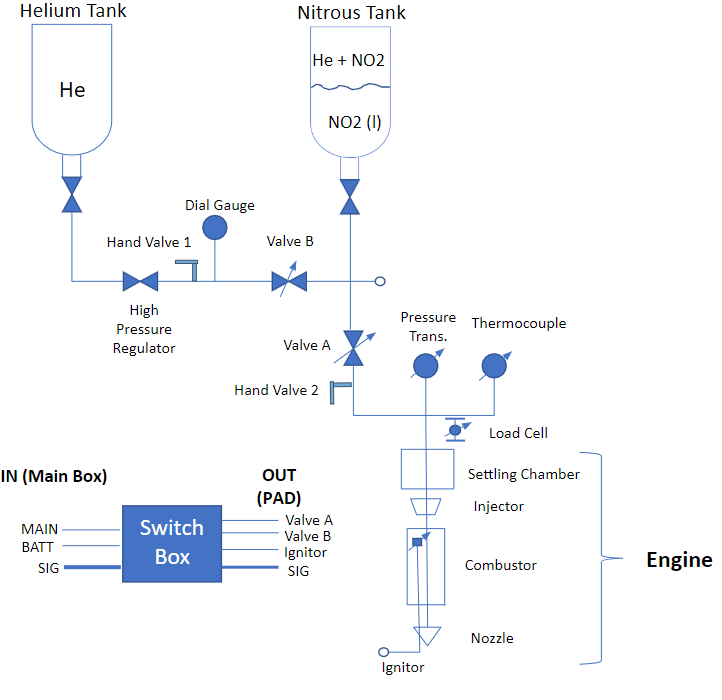 Helium Tank
Nitrous Tank
He
He + NO2
NO2 (l)
Dial Gauge
Hand Valve 1
Valve B
High
Pressure
Regulator
Valve A
Hand Valve 2
Pressure
Trans.
Thermocouple
Load Cell
Settling Chamber
Injector
Combustor
Nozzle
Ignitor
Engine
IN (Main Box)
OUT
(PAD)
MAIN
BATT
SIG
Switch
Box
Valve A
Valve B
Ignitor
SIG